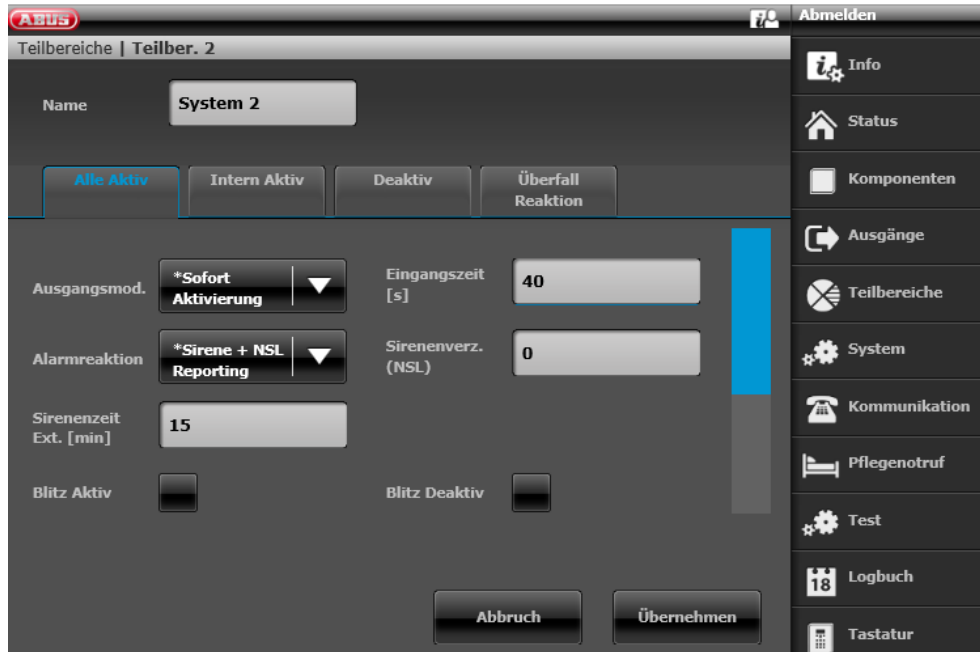 ABUS
Abmelden
Teilbereiche | Teilber. 2
Name
System 2
Alle Aktiv
Intern Aktiv
Deaktiv
Überfall
Reaktion
Ausgangsmod.
*Sofort
Aktivierung
Eingangszeit
[s]
40
Alarmreaktion
*Sirene + NSL
Reporting
Sirenenverz.
(NSL)
0
Sirenenzeit
Ext. [min]
15
Blitz Aktiv
Blitz Deaktiv
Abbruch
Übernehmen
Info
Status
Komponenten
Ausgänge
Teilbereiche
System
Kommunikation
Pflegenotruf
Test
18
Logbuch
Tastatur